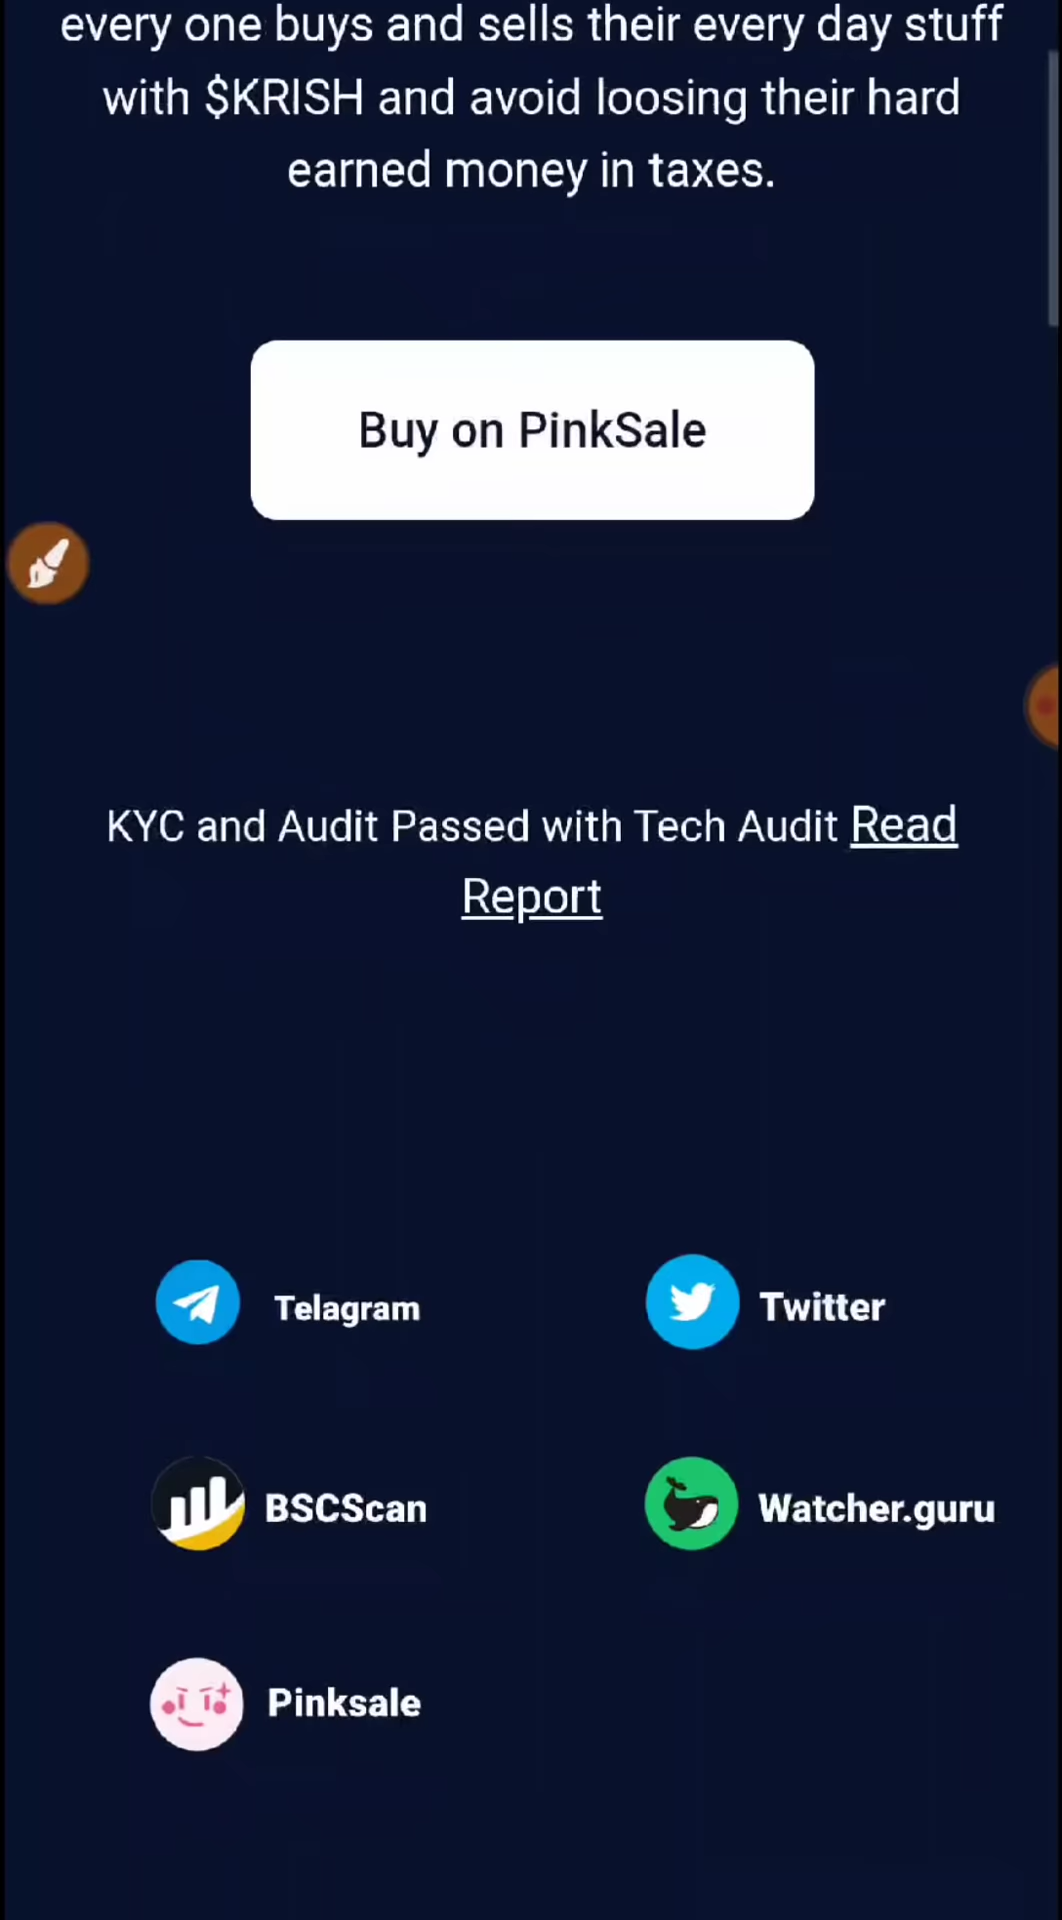 every one buys and sells their every day stuff
with $KRISH and avoid loosing their hard
earned money in taxes.
Buy on PinkSale
KYC and Audit Passed with Tech Audit Read
Report
Telagram
Twitter
BSCScan
Watcher.guru
Pinksale